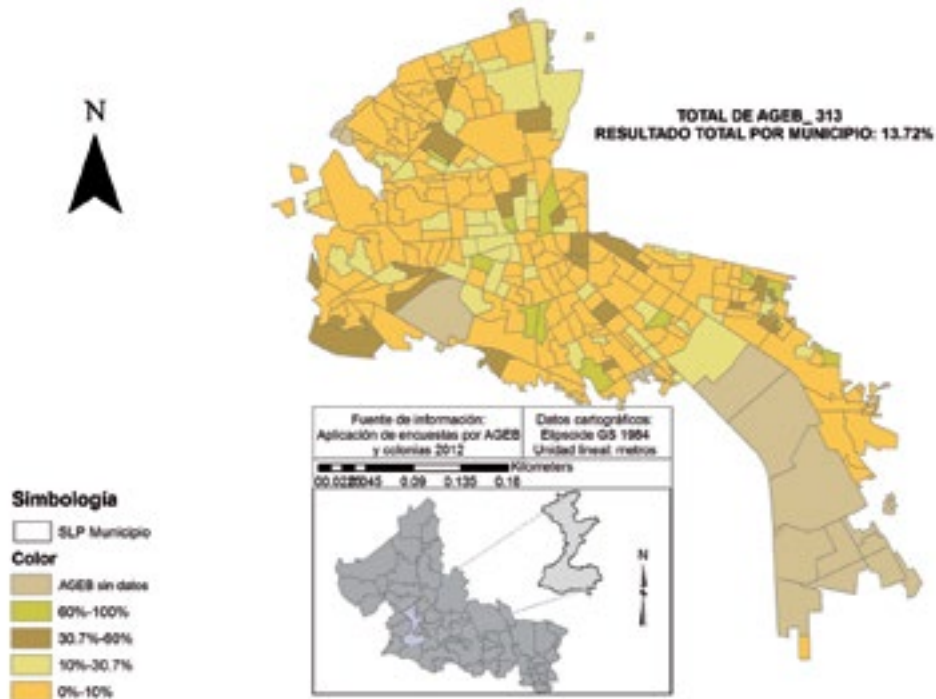 N
TOTAL DE AGEB_ 313
RESULTADO TOTAL POR MUNICIPIO: 13.72%
Fuente de información:
Aplicación de encuestas por AGEB
y colonias 2012
Datos cartográficos:
Elipsoide GS 1984
Unidad lineal: metros
Kilometers
0.09 0.135 0.18
N
Simbología
SLP Municipio
Color
AGEB sin datos
60%-100%
30.7%-60%
10%-30.7%
0%-10%